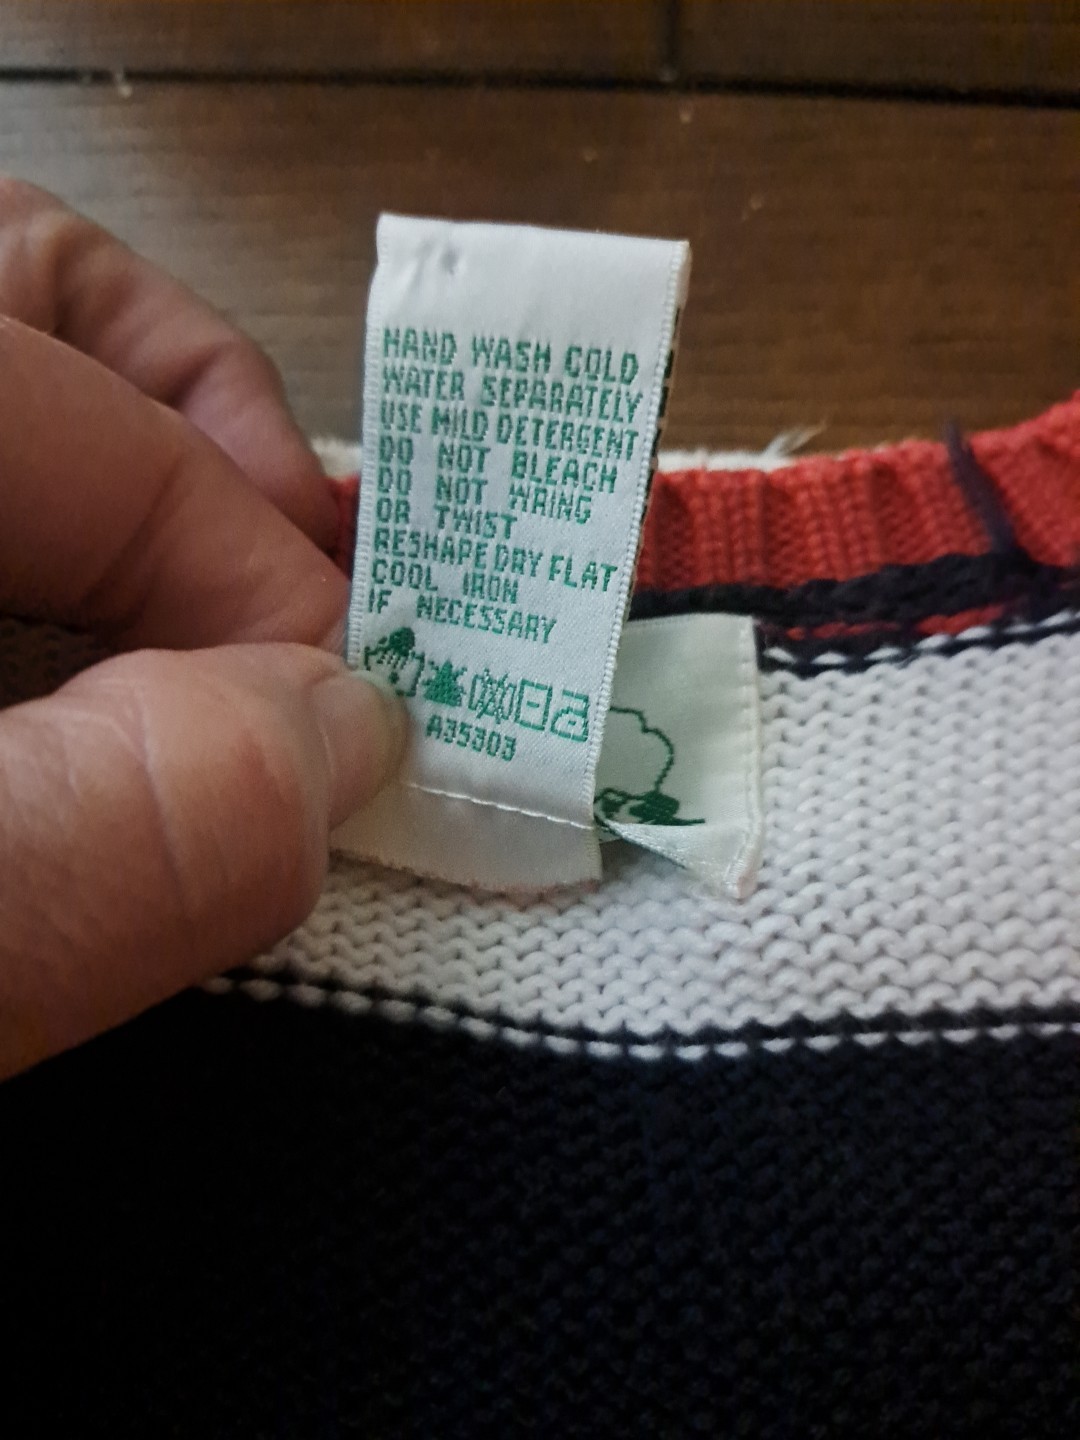 HAND WASH COLD
WATER SEPARATELY
USE MILD DETERGENT
DO NOT BLEACH
DO NOT WRING
OR TWIST
RESHAPE DRY FLAT
COOL IRON
IF NECESSARY
A35303